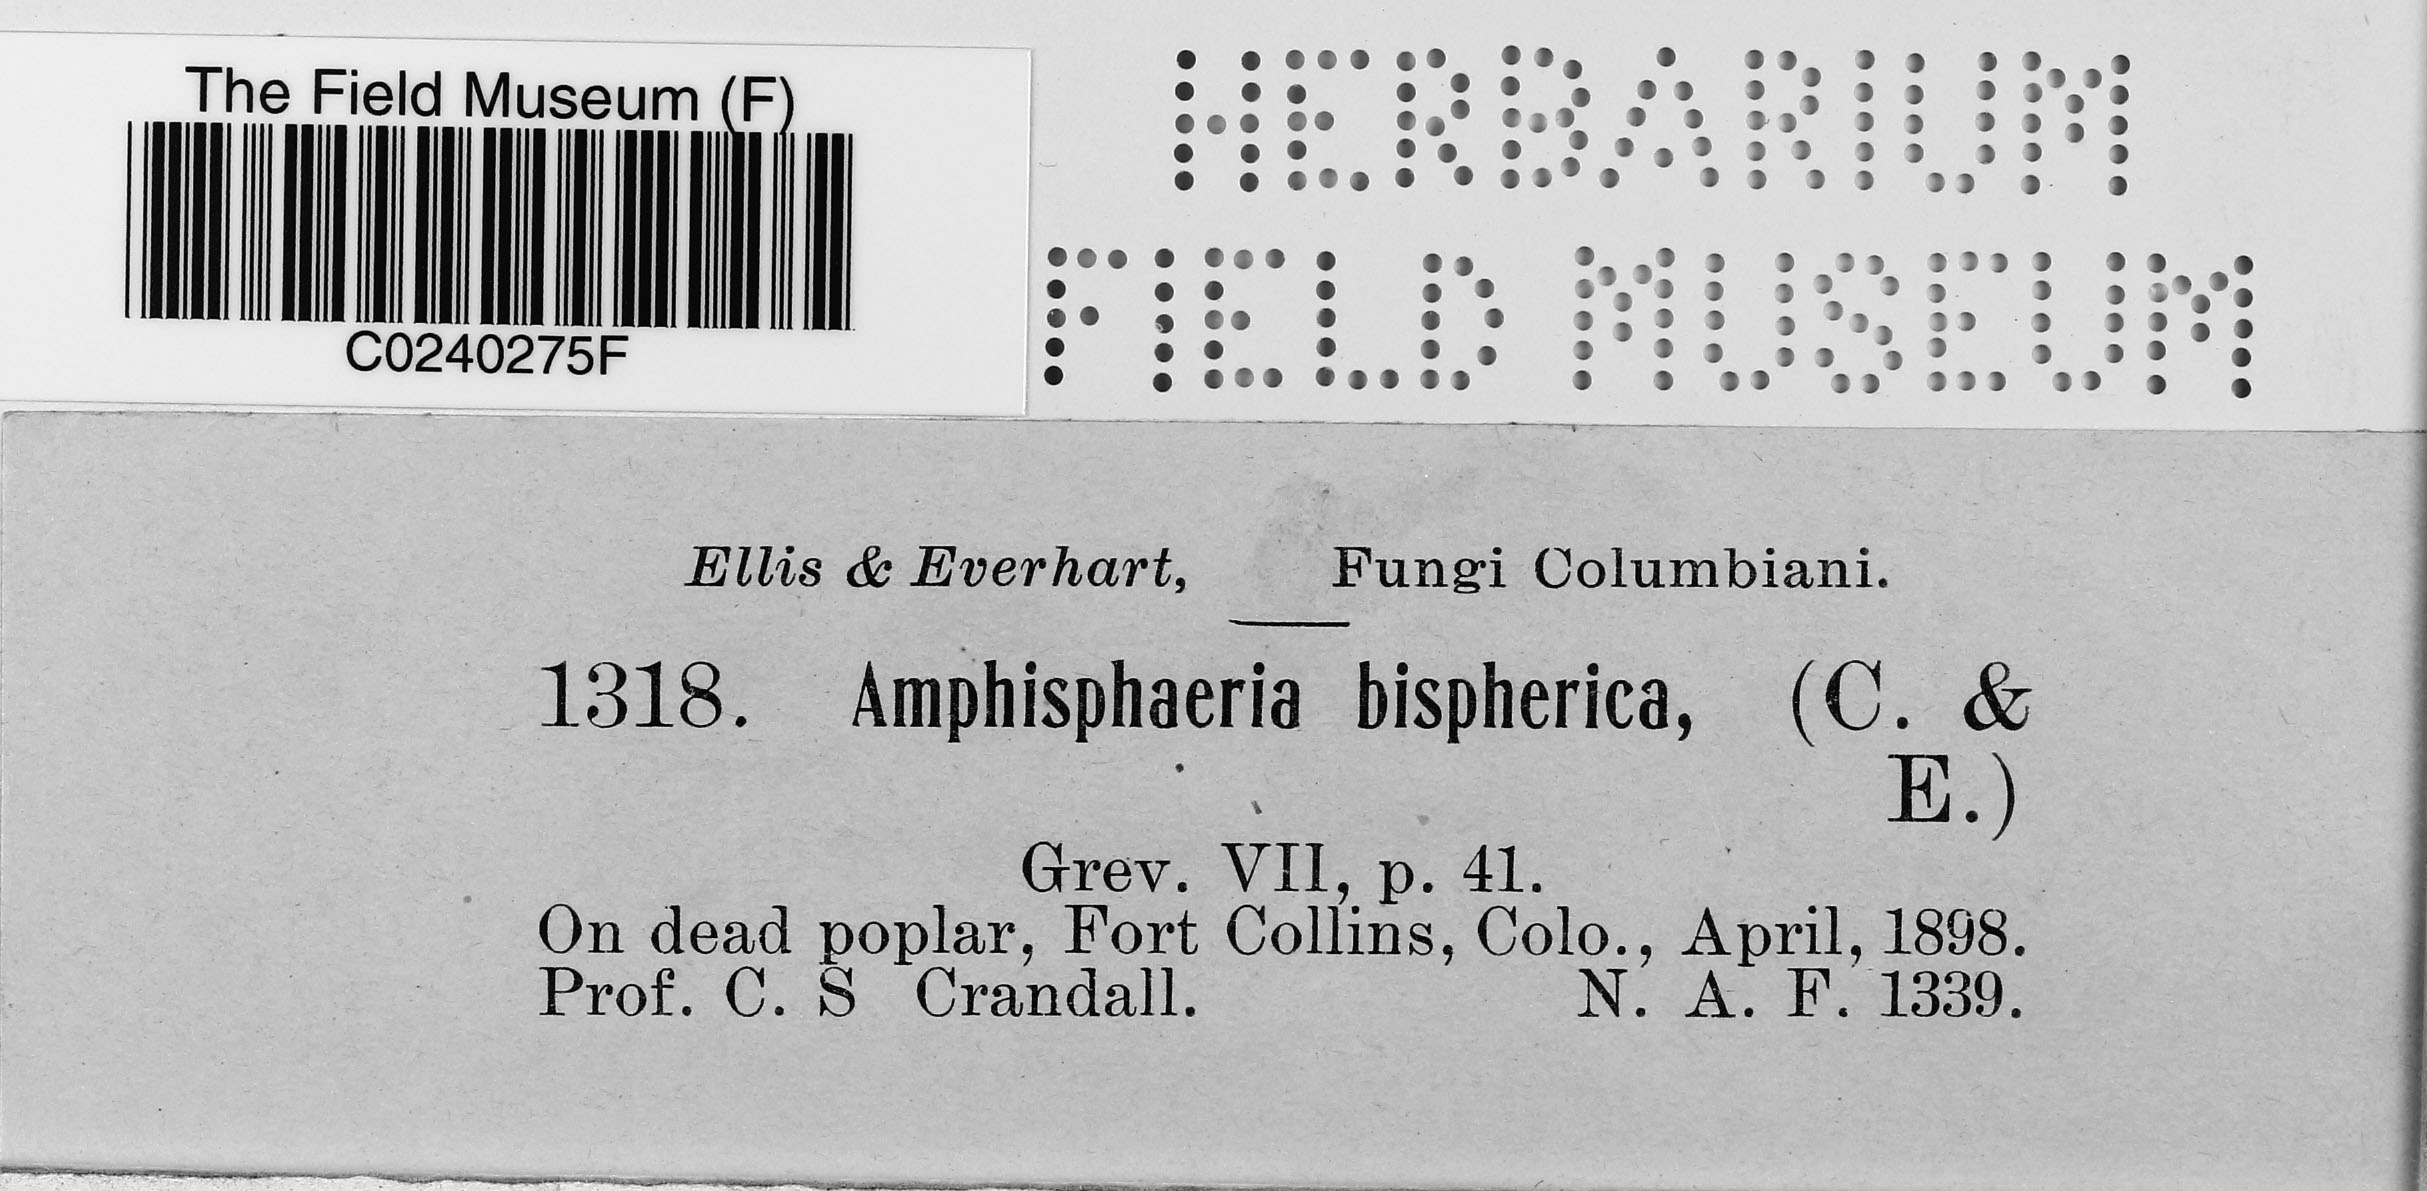 The Field Museum (F)
C0240275F
HERBARIUM
FIELD MUSEUM
Ellis & Everhart, Fungi Columbiani.
1318. Amphisphaeria bispherica, (C. &
E.)
Grev. VII, p. 41.
On dead poplar, Fort Collins, Colo., April, 1898.
Prof. C. S Crandall. N. A. F. 1339.